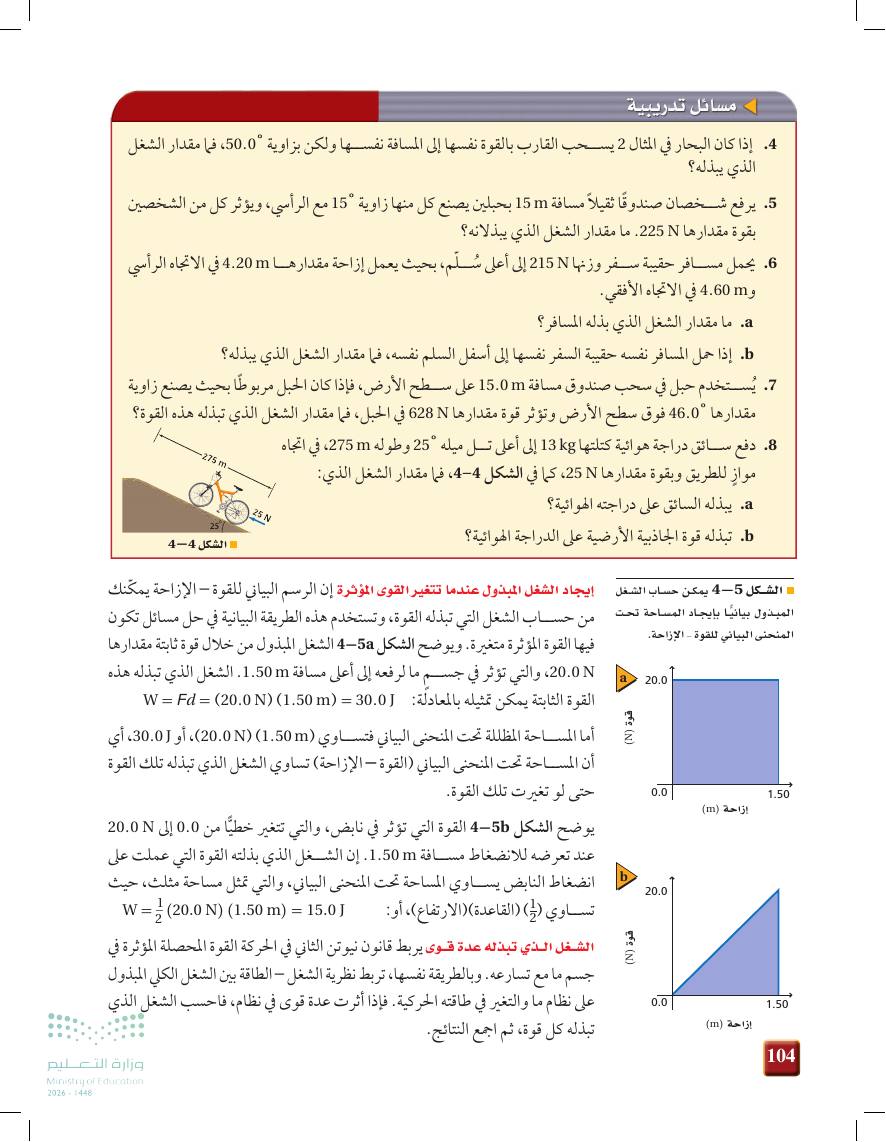 مسائل تدريبية
4. إذا كان البحار في المثال 2 يسحب القارب بالقوة نفسها إلى المسافة نفسها ولكن بزاوية °50.0، فما مقدار الشغل
الذي يبذله؟
5. يرفع شخصان صندوقًا ثقيلاً مسافة 15 m بحبلين يصنع كل منها زاوية °15 مع الرأسي، ويؤثر كل من الشخصين
بقوة مقدارها 225 N. ما مقدار الشغل الذي يبذلانه؟
6. يحمل مسافر حقيبة سفر وزنها 215 N إلى أعلى سُلّم، بحيث يعمل إزاحة مقدارها 4.20 m في الاتجاه الرأسي
و4.60 m في الاتجاه الأفقي.
a. ما مقدار الشغل الذي بذله المسافر؟
b. إذا حمل المسافر نفسه حقيبة السفر نفسها إلى أسفل السلم نفسه، فما مقدار الشغل الذي يبذله؟
7. يُستخدم حبل في سحب صندوق مسافة 15.0 m على سطح الأرض، فإذا كان الحبل مربوطًا بحيث يصنع زاوية
مقدارها °46.0 فوق سطح الأرض وتؤثر قوة مقدارها 628 N في الحبل، فما مقدار الشغل الذي تبذله هذه القوة؟
8. دفع سائق دراجة هوائية كتلتها 13 kg إلى أعلى تل ميله °25 وطوله 275 m، في اتجاه
موازٍ للطريق وبقوة مقدارها 25 N، كما في الشكل 4–4، فما مقدار الشغل الذي:
a. يبذله السائق على دراجته الهوائية؟
b. تبذله قوة الجاذبية الأرضية على الدراجة الهوائية؟
275 m
25 N
25°
الشكل 4–4
الشكل 5–4 يمكن حساب الشغل
المبذول بيانيًا بإيجاد المساحة تحت
المنحنى البياني للقوة - الإزاحة.
a
20.0
قوة (N)
0.0
1.50
إزاحة (m)
b
20.0
قوة (N)
0.0
1.50
إزاحة (m)
إيجاد الشغل المبذول عندما تتغير القوى المؤثرة إن الرسم البياني للقوة – الإزاحة يمكّنك
من حساب الشغل التي تبذله القوة، وتستخدم هذه الطريقة البيانية في حل مسائل تكون
فيها القوة المؤثرة متغيرة. ويوضح الشكل 4–5a الشغل المبذول من خلال قوة ثابتة مقدارها
20.0 N، والتي تؤثر في جسم ما لرفعه إلى أعلى مسافة 1.50 m. الشغل الذي تبذله هذه
القوة الثابتة يمكن تمثيله بالمعادلة: W = Fd = (20.0 N) (1.50 m) = 30.0 J
أما المساحة المظللة تحت المنحنى البياني فتساوي (20.0 N) (1.50 m)، أو 30.0 J، أي
أن المساحة تحت المنحنى البياني (القوة – الإزاحة) تساوي الشغل الذي تبذله تلك القوة
حتى لو تغيرت تلك القوة.
يوضح الشكل 4–5b القوة التي تؤثر في نابض، والتي تتغير خطيًّا من 0.0 إلى 20.0 N
عند تعرضه للانضغاط مسافة 1.50 m. إن الشغل الذي بذلته القوة التي عملت على
انضغاط النابض يساوي المساحة تحت المنحنى البياني، والتي تمثل مساحة مثلث، حيث
تساوي (1/2) (القاعدة)(الارتفاع)، أو: W = 1/2 (20.0 N) (1.50 m) = 15.0 J
الشغل الذي تبذله عدة قوى يربط قانون نيوتن الثاني في الحركة القوة المحصلة المؤثرة في
جسم ما مع تسارعه. وبالطريقة نفسها، تربط نظرية الشغل – الطاقة بين الشغل الكلي المبذول
على نظام ما والتغير في طاقته الحركية. فإذا أثرت عدة قوى في نظام، فاحسب الشغل الذي
تبذله كل قوة، ثم اجمع النتائج.
104
وزارة التعليم
Ministry of Education
2026 - 1448